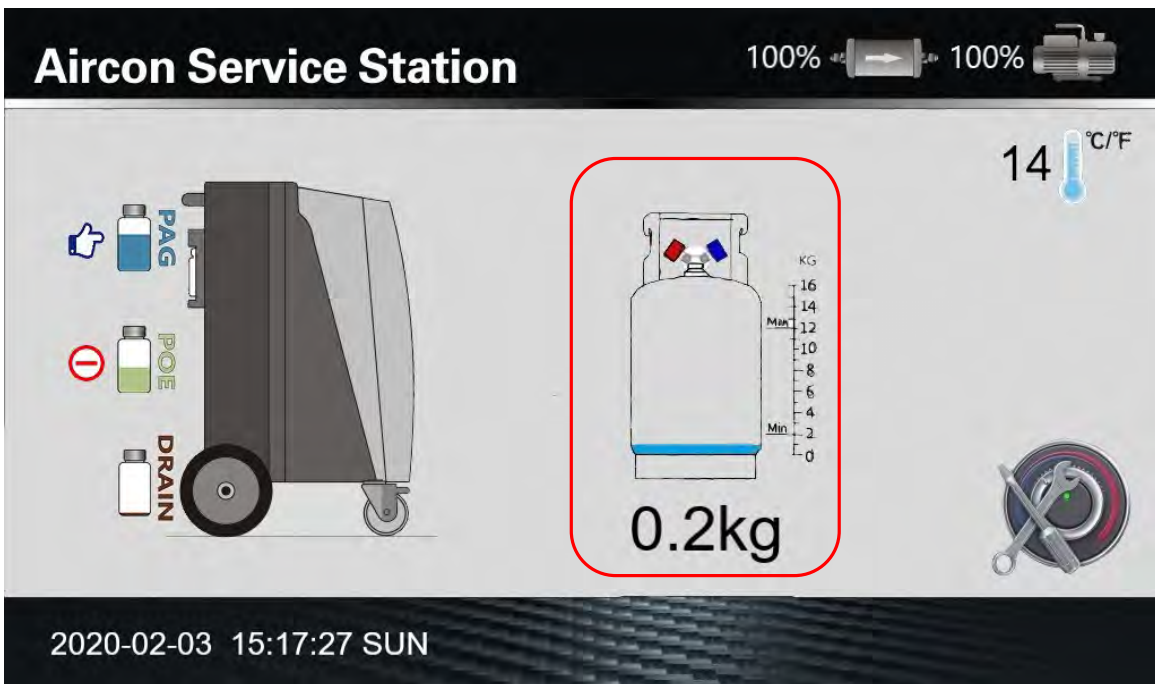 Aircon Service Station
100%
100%
14
°C/°F
PAG
POE
DRAIN
KG
16
14
Man
12
10
8
6
4
Min
2
0
0.2kg
2020-02-03 15:17:27 SUN